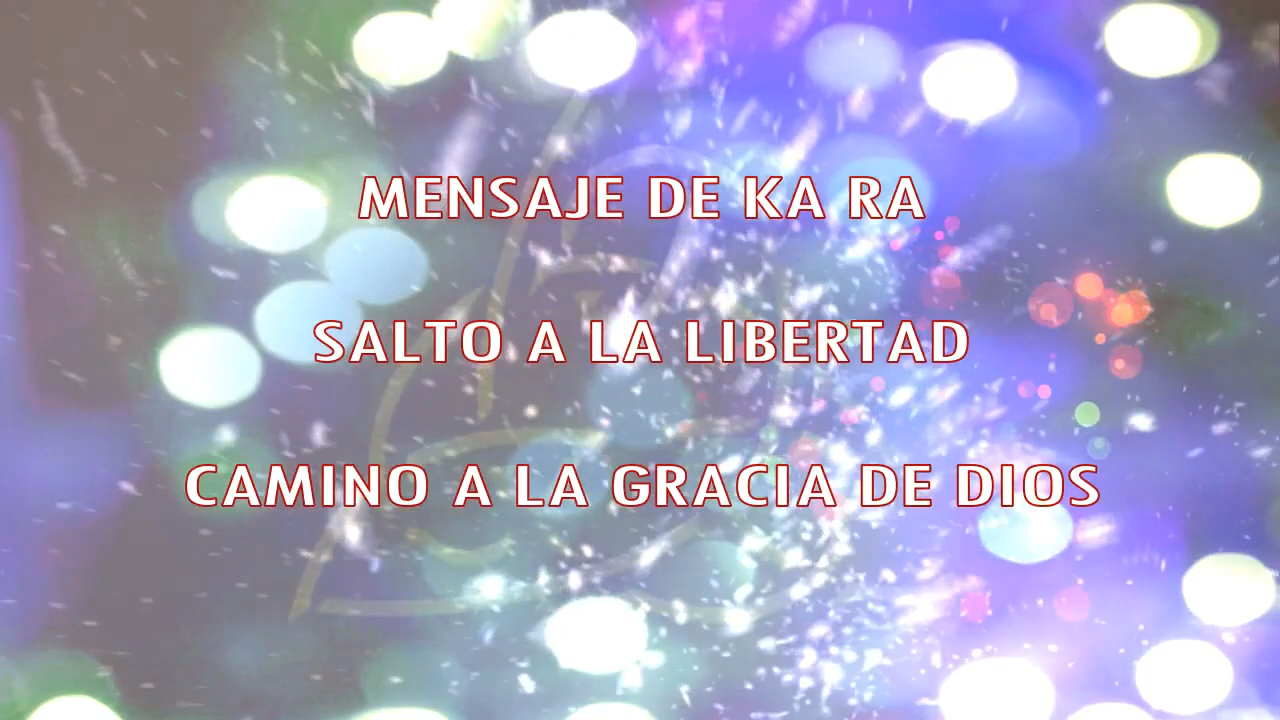 MENSAJE DE KA RA
SALTO A LA LIBERTAD
CAMINO A LA GRACIA DE DIOS